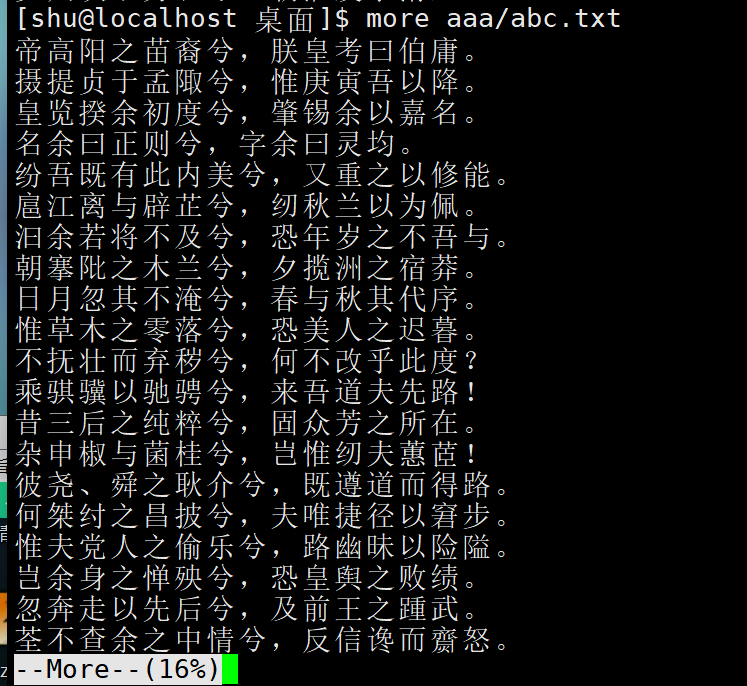 [shu@localhost 桌面]$ more aaa/abc.txt
帝高阳之苗裔兮，朕皇考曰伯庸。
摄提贞于孟陬兮，惟庚寅吾以降。
皇览揆余初度兮，肇锡余以嘉名。
名余曰正则兮，字余曰灵均。
纷吾既有此内美兮，又重之以修能。
扈江离与辟芷兮，纫秋兰以为佩。
汩余若将不及兮，恐年岁之不吾与。
朝搴阰之木兰兮，夕揽洲之宿莽。
日月忽其不淹兮，春与秋其代序。
惟草木之零落兮，恐美人之迟暮。
不抚壮而弃秽兮，何不改乎此度？
乘骐骥以驰骋兮，来吾道夫先路！
昔三后之纯粹兮，固众芳之所在。
杂申椒与菌桂兮，岂惟纫夫蕙茝！
彼尧、舜之耿介兮，既遵道而得路。
何桀纣之昌披兮，夫唯捷径以窘步。
惟夫党人之偷乐兮，路幽昧以险隘。
岂余身之惮殃兮，恐皇舆之败绩。
忽奔走以先后兮，及前王之踵武。
荃不查余之中情兮，反信谗而齌怒。
--More--(16%)